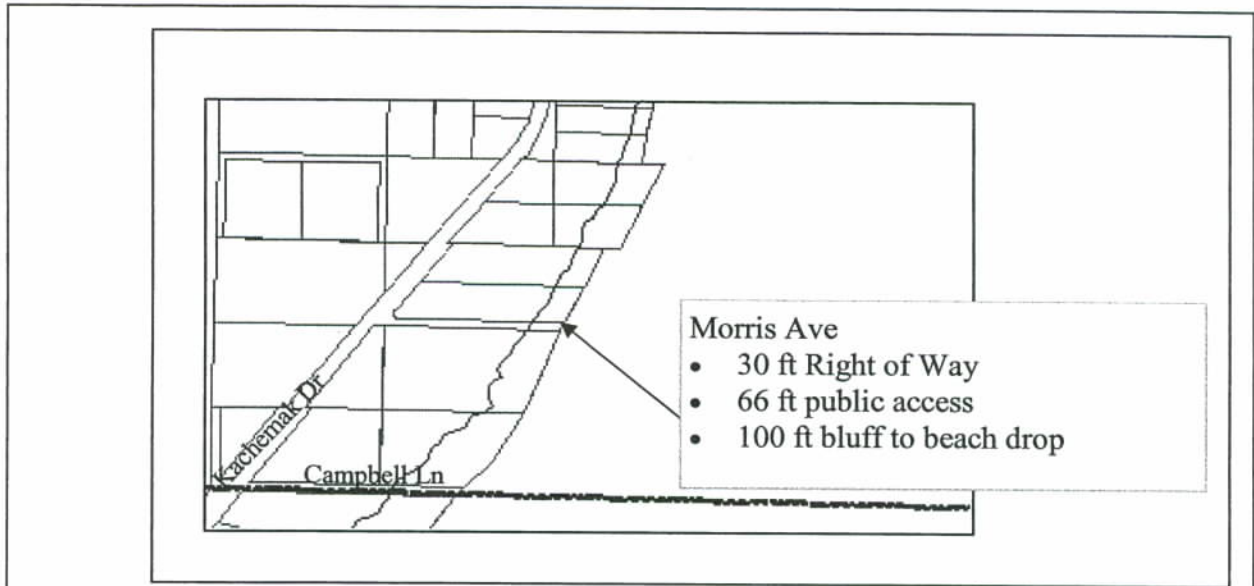 Morris Ave
• 30 ft Right of Way
• 66 ft public access
• 100 ft bluff to beach drop
Kachemak Dr
Campbell Ln